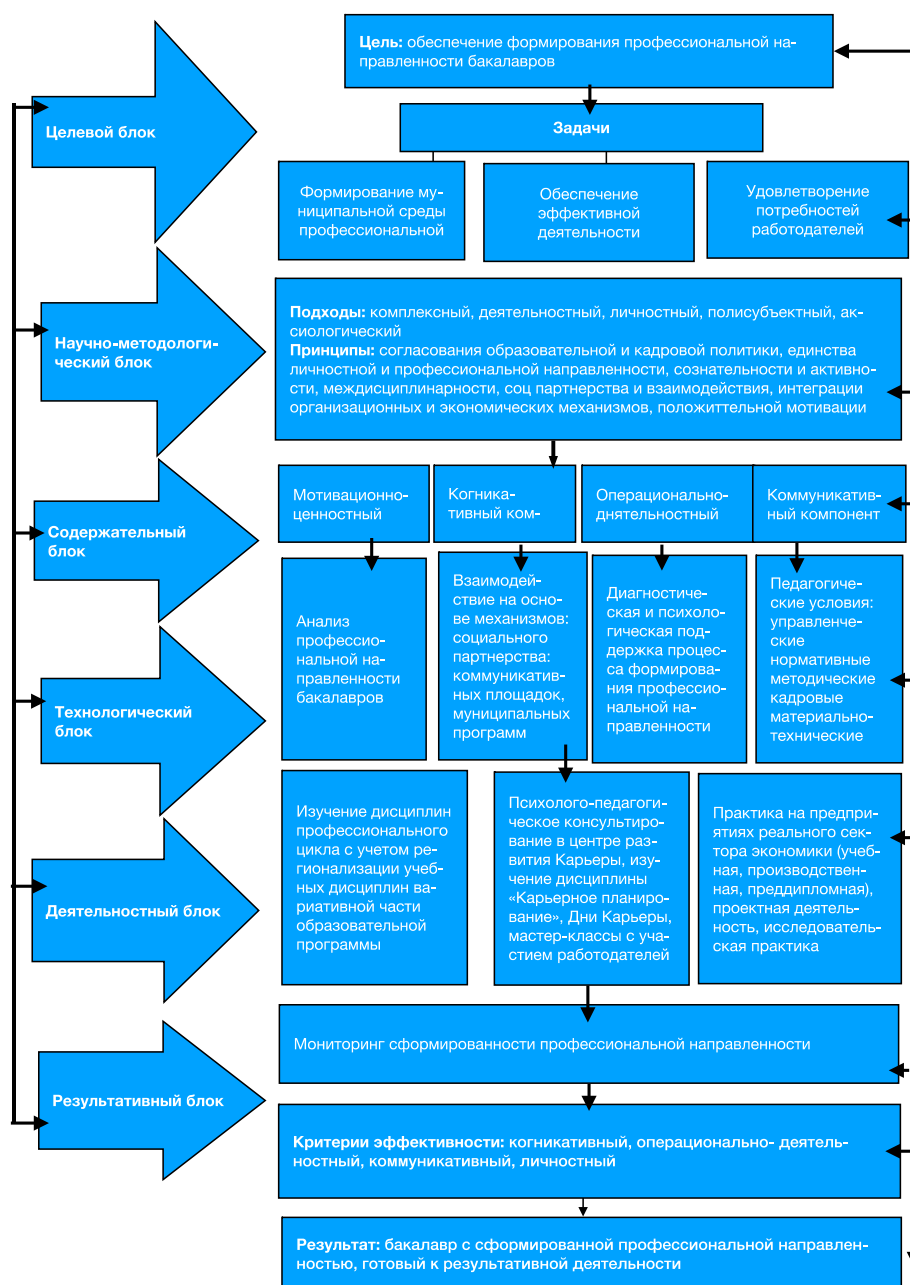 Цель: обеспечение формирования профессиональной на-
правленности бакалавров
Целевой блок
Задачи
Формирование му-
ниципальной среды
профессиональной
Обеспечение
эффективной
деятельности
Удовлетворение
потребностей
работодателей
Научно-методологи-
ческий блок
Подходы: комплексный, деятельностный, личностный, полисубъектный, ак-
сиологический
Принципы: согласования образовательной и кадровой политики, единства
личностной и профессиональной направленности, сознательности и активно-
сти, междисциплинарности, соц партнерства и взаимодействия, интеграции
организационных и экономических механизмов, положиттельной мотивации
Содержательный
блок
Мотивационно-
ценностный
Когника-
тивный ком-
Операционально-
днятельностный
Коммуникатив-
ный компонент
Технологический
блок
Анализ
профессио-
нальной на-
правленности
бакалавров
Взаимодей-
ствие на осно-
ве механизмов:
социального
партнерства:
коммуникатив-
ных площадок,
муниципальных
программ
Диагностиче-
ская и психоло-
гическая под-
держка процес-
са формирования
профессио-
нальной на-
правленности
Педагогиче-
ские условия:
управленче-
ские
нормативные
методические
кадровые
материально-
технические
Деятельностный блок
Изучение дисциплин
профессионального
цикла с учетом ре-
гионализации учеб-
ных дисциплин ва-
риативной части
образовательной
программы
Психолого-педагоги-
ческое консультиро-
вание в центре раз-
вития Карьеры, изу-
чение дисциплины
«Карьерное плани-
рование», Дни Карьеры,
мастер-классы с уча-
стием работодателей
Практика на предпри-
ятиях реального сек-
тора экономики (учеб-
ная, производствен-
ная, преддипломная),
проектная деятель-
ность, исследователь-
ская практика
Результативный блок
Мониторинг сформированности профессиональной направленности
Критерии эффективности: когникативный, операционально- деятель-
ностный, коммуникативный, личностный
Результат: бакалавр с сформированной профессиональной направлен-
ностью, готовый к результативной деятельности